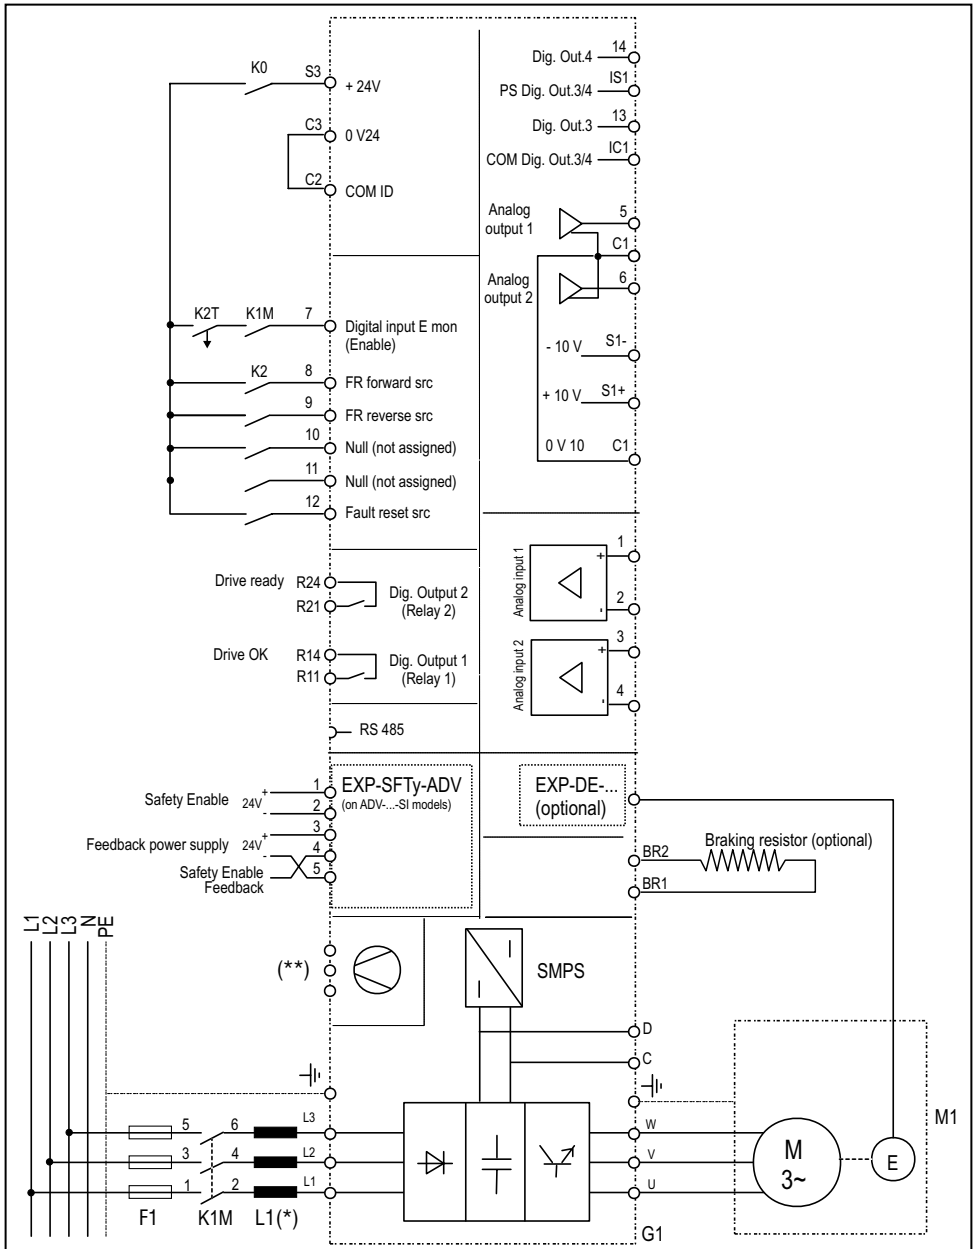 K0
S3
+ 24V
C3
0 V24
C2
COM ID
K2T
K1M
7
Digital input E mon
(Enable)
K2
8
FR forward src
9
FR reverse src
10
Null (not assigned)
11
Null (not assigned)
12
Fault reset src
Drive ready
R24
R21
Dig. Output 2
(Relay 2)
Drive OK
R14
R11
Dig. Output 1
(Relay 1)
RS 485
Dig. Out.4
14
PS Dig. Out.3/4
IS1
Dig. Out.3
13
COM Dig. Out.3/4
IC1
Analog
output 1
5
C1
Analog
output 2
6
- 10 V
S1-
+ 10 V
S1+
0 V 10
C1
Analog input 1
+
1
-
2
Analog input 2
+
3
-
4
Safety Enable
24V
+
-
1
2
Feedback power supply
24V
+
-
3
4
Safety Enable
Feedback
5
EXP-SFTy-ADV
(on ADV-...-SI models)
EXP-DE-...
(optional)
Braking resistor (optional)
BR2
BR1
L1
L2
L3
N
PE
(**)
SMPS
D
C
5
6
L3
3
4
L2
1
2
L1
F1
K1M
L1(*)
W
V
U
G1
M
3~
E
M1